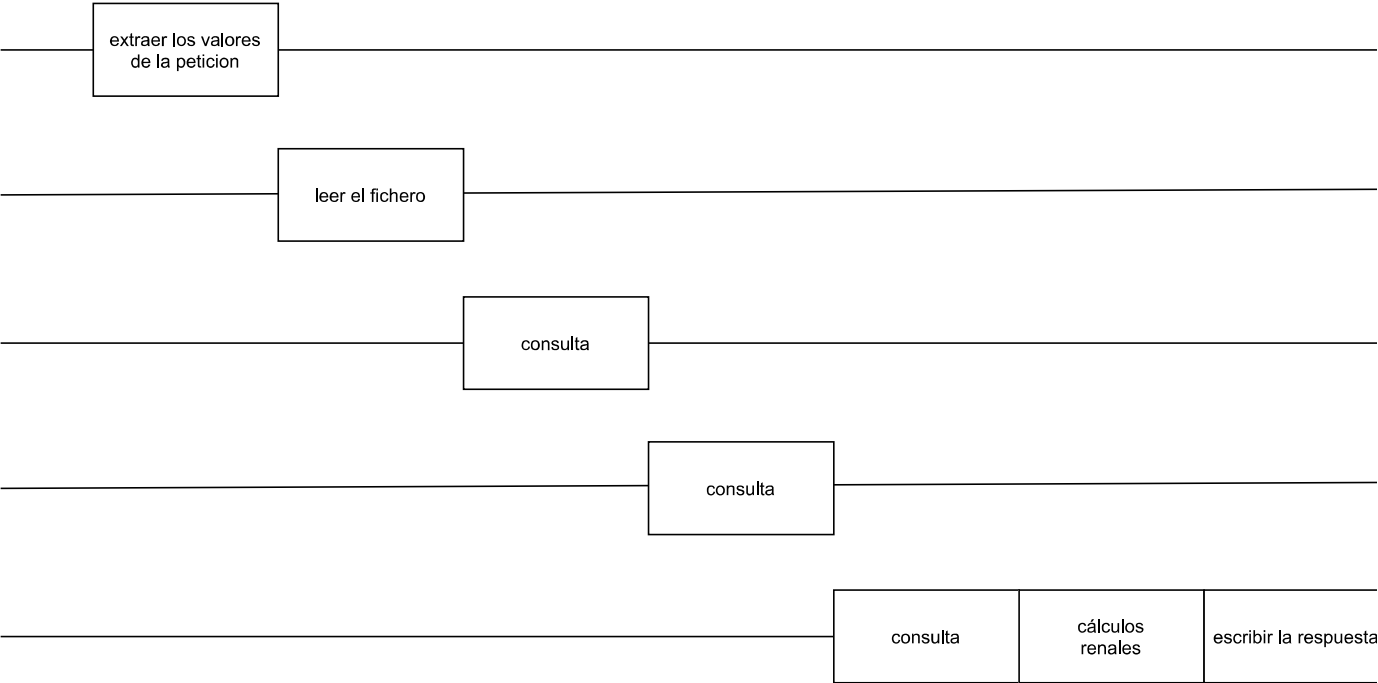 extraer los valores
de la peticion
leer el fichero
consulta
consulta
consulta
cálculos
renales
escribir la respuesta